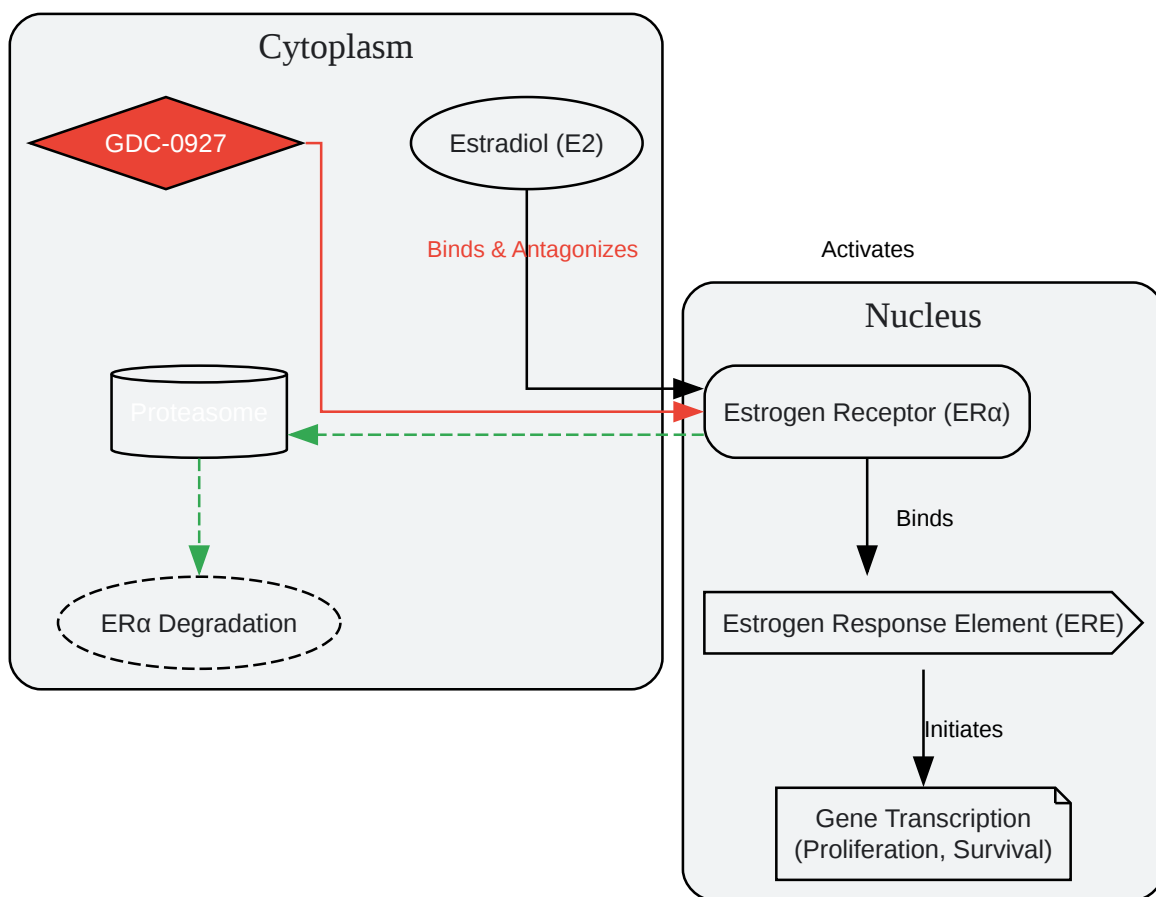 Cytoplasm
GDC-0927
Estradiol (E2)
Binds & Antagonizes
Activates
Nucleus
Proteasome
Estrogen Receptor (ERα)
Binds
ERα Degradation
Estrogen Response Element (ERE)
Initiates
Gene Transcription
(Proliferation, Survival)